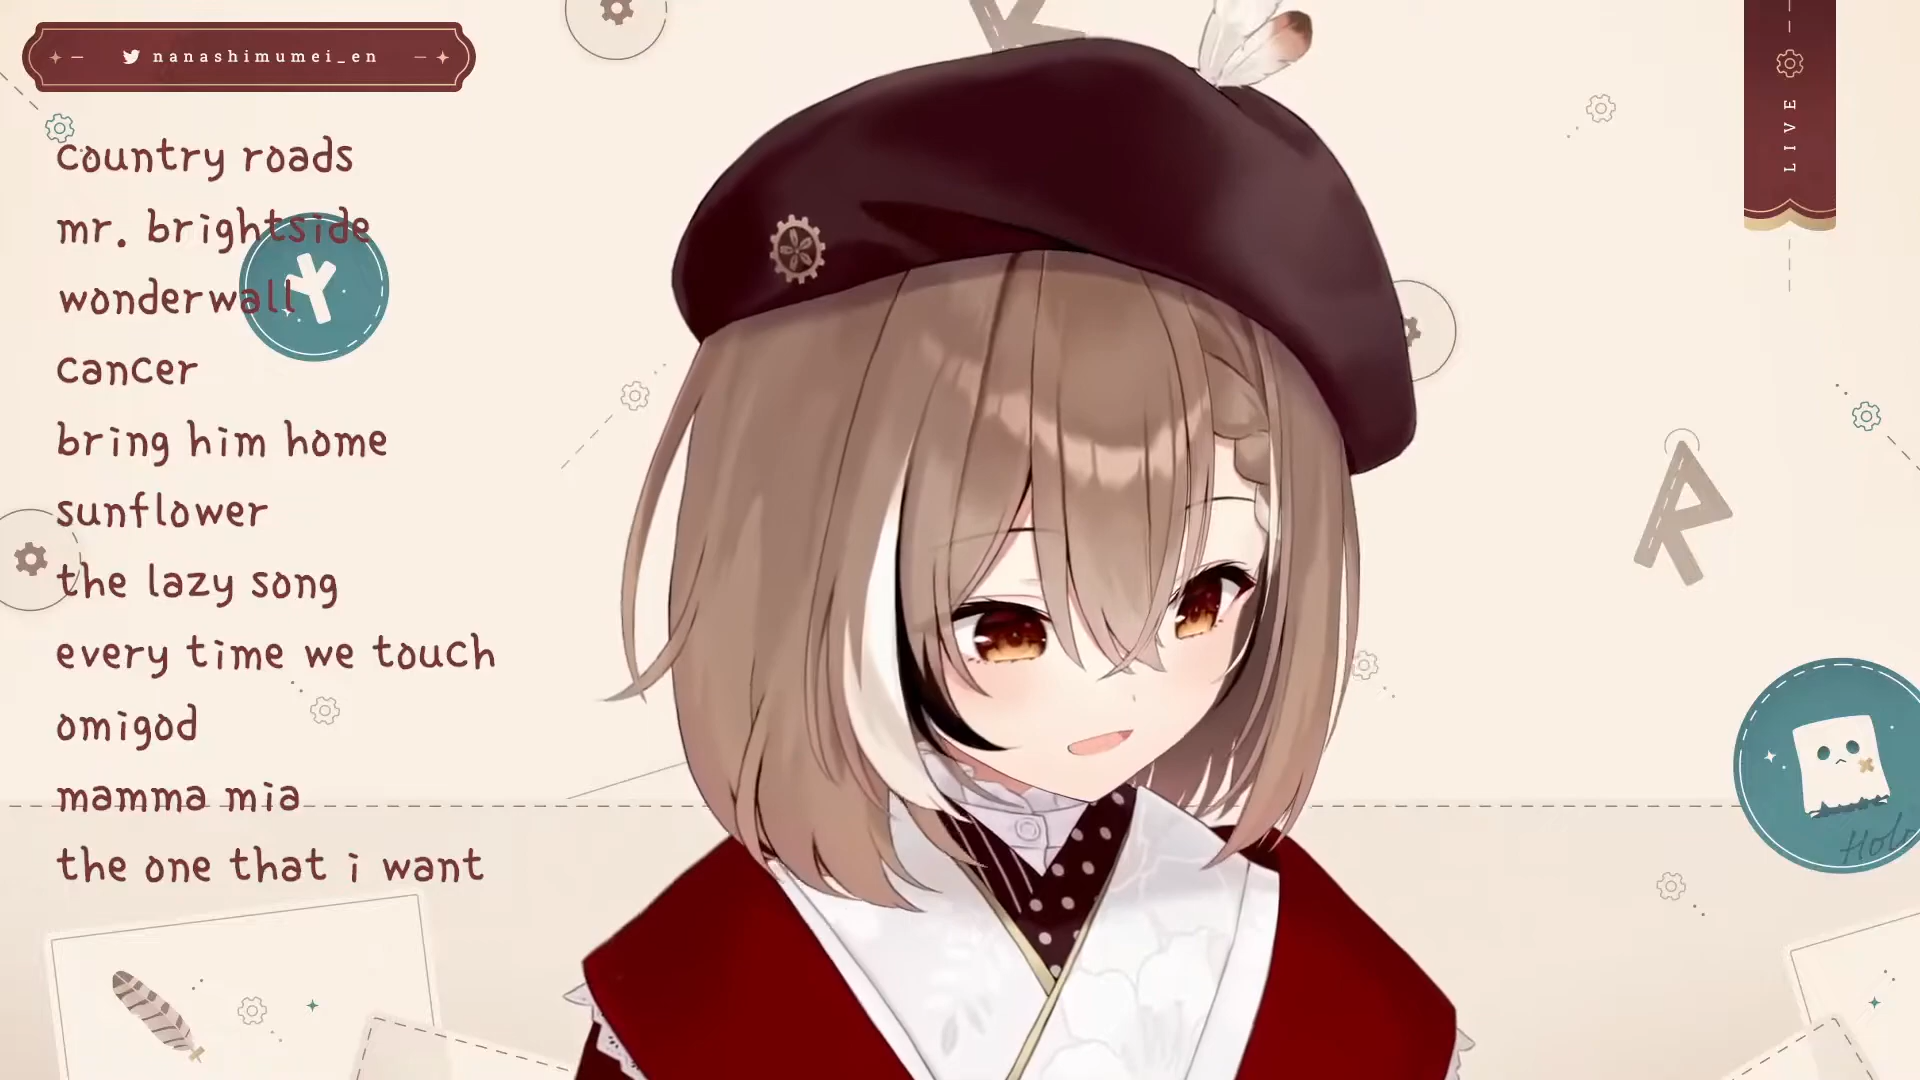 nanashimumei_en
LIVE
country roads
mr. brightside
wonderwall
cancer
bring him home
sunflower
the lazy song
every time we touch
omigod
mamma mia
the one that i want